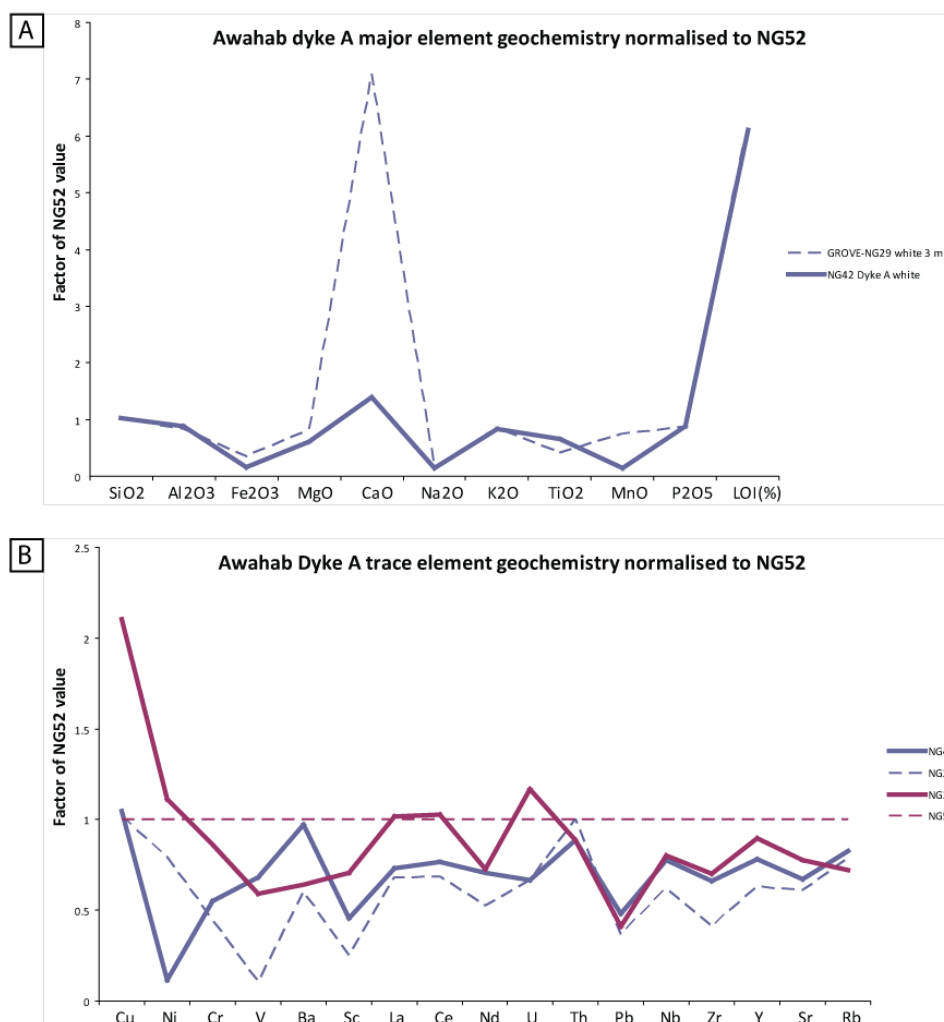 A
Awahab dyke A major element geochemistry normalised to NG52
Factor of NG52 value
8
7
6
5
4
3
2
1
0
SiO2 Al2O3 Fe2O3 MgO CaO Na2O K2O TiO2 MnO P2O5 LOI(%)
GROVE-NG29 white 3 m
NG42 Dyke A white
B
Awahab Dyke A trace element geochemistry normalised to NG52
Factor of NG52 value
2.5
2
1.5
1
0.5
0
Cu Ni Cr V Ba Sc La Ce Nd U Th Pb Nb Zr Y Sr Rb